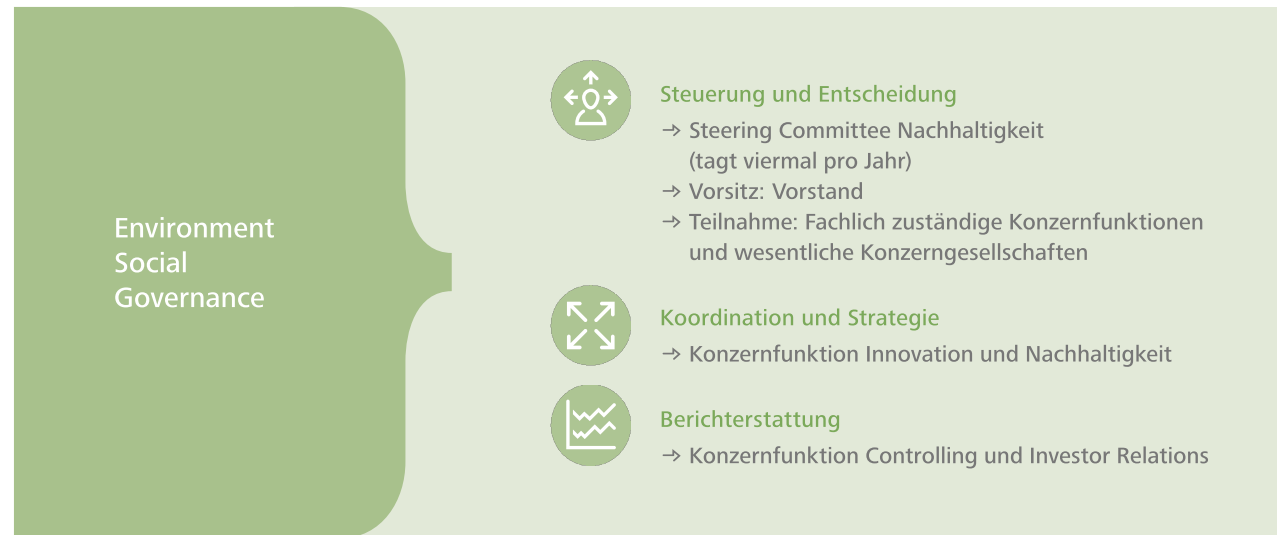 Environment
Social
Governance
Steuerung und Entscheidung
→ Steering Committee Nachhaltigkeit
(tagt viermal pro Jahr)
→ Vorsitz: Vorstand
→ Teilnahme: Fachlich zuständige Konzernfunktionen
und wesentliche Konzerngesellschaften
Koordination und Strategie
→ Konzernfunktion Innovation und Nachhaltigkeit
Berichterstattung
→ Konzernfunktion Controlling und Investor Relations